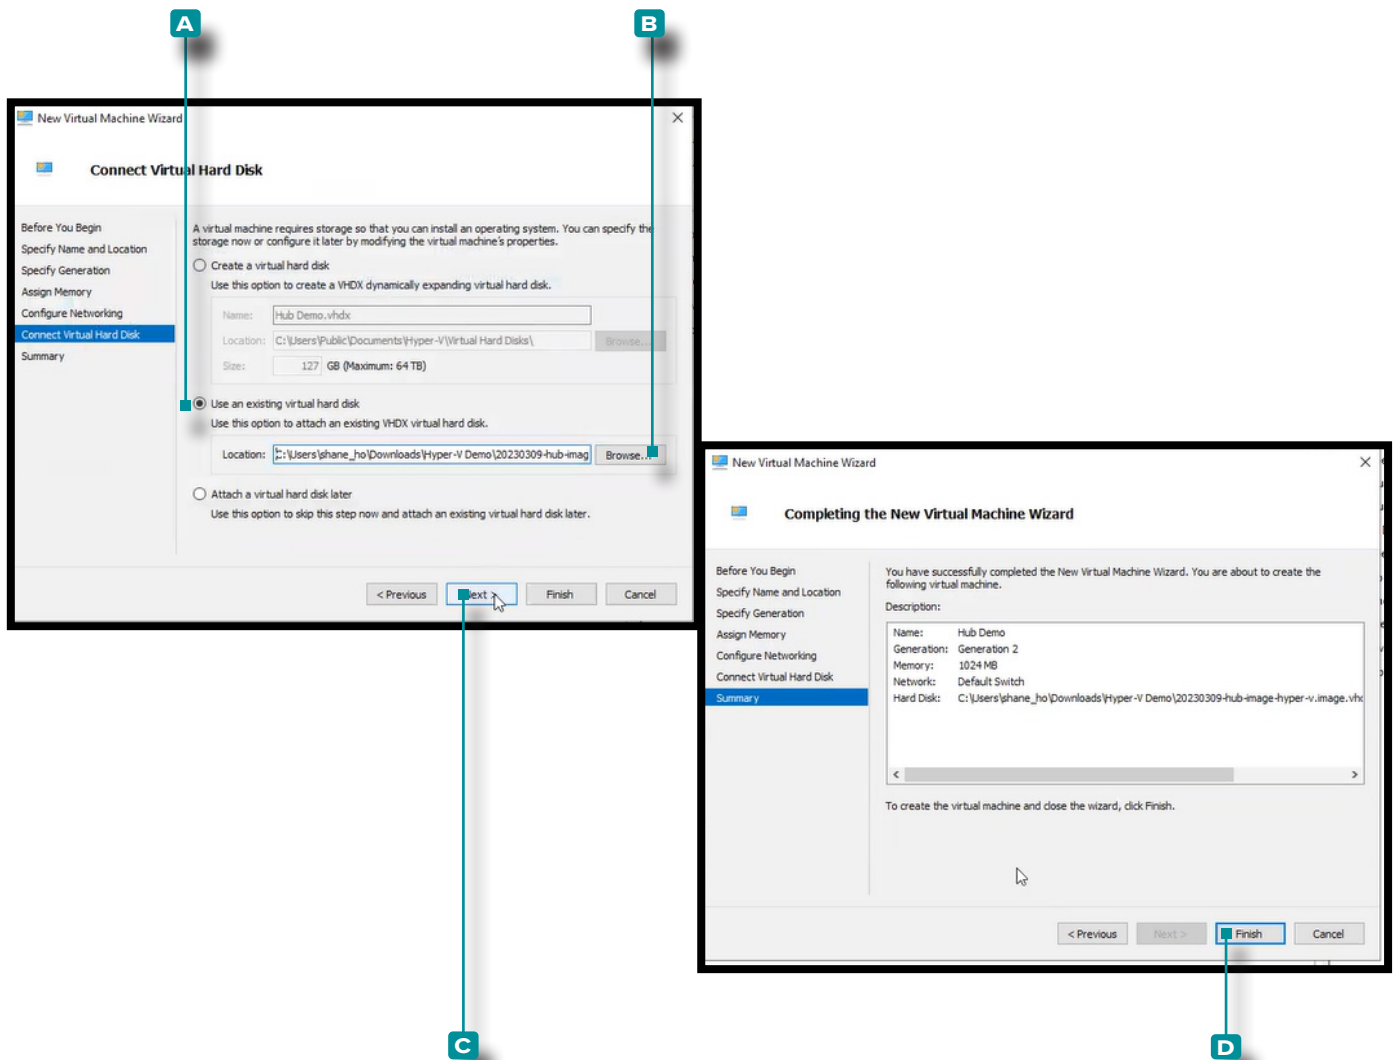 A
B
New Virtual Machine Wizard
Connect Virtual Hard Disk
Before You Begin
Specify Name and Location
Specify Generation
Assign Memory
Configure Networking
Connect Virtual Hard Disk
Summary
A virtual machine requires storage so that you can install an operating system. You can specify the
storage now or configure it later by modifying the virtual machine's properties.
Create a virtual hard disk
Use this option to create a VHDX dynamically expanding virtual hard disk.
Name: Hub Demo.vhdx
Location: C:\Users\Public\Documents\Hyper-V\Virtual Hard Disks\ Browse...
Size: 127 GB (Maximum: 64 TB)
Use an existing virtual hard disk
Use this option to attach an existing VHDX virtual hard disk.
Location: C:\Users\shane_ho\Downloads\Hyper-V Demo\20230309-hub-imag Browse...
Attach a virtual hard disk later
Use this option to skip this step now and attach an existing virtual hard disk later.
< Previous Next > Finish Cancel
New Virtual Machine Wizard
Completing the New Virtual Machine Wizard
Before You Begin
Specify Name and Location
Specify Generation
Assign Memory
Configure Networking
Connect Virtual Hard Disk
Summary
You have successfully completed the New Virtual Machine Wizard. You are about to create the
following virtual machine.
Description:
Name: Hub Demo
Generation: Generation 2
Memory: 1024 MB
Network: Default Switch
Hard Disk: C:\Users\shane_ho\Downloads\Hyper-V Demo\20230309-hub-image-hyper-v.image.vh
To create the virtual machine and close the wizard, click Finish.
< Previous Next > Finish Cancel
C
D